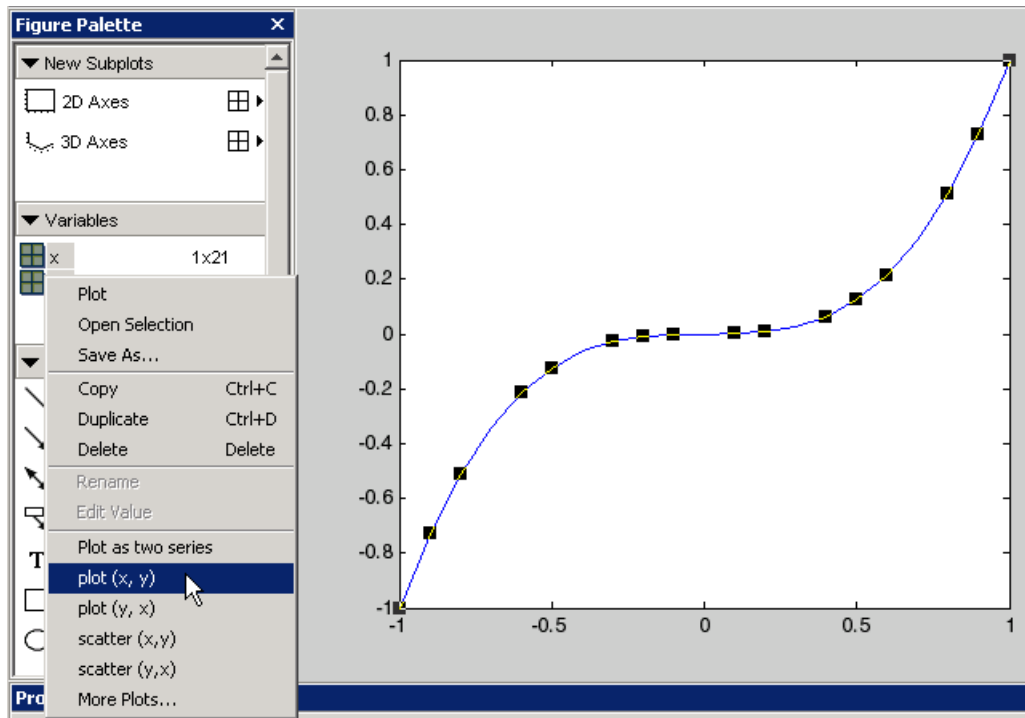 Figure Palette
New Subplots
2D Axes
3D Axes
Variables
x 1x21
Plot
Open Selection
Save As...
Copy Ctrl+C
Duplicate Ctrl+D
Delete Delete
Rename
Edit Value
Plot as two series
plot (x, y)
plot (y, x)
scatter (x,y)
scatter (y,x)
More Plots...
T
Pro
1
0.8
0.6
0.4
0.2
0
-0.2
-0.4
-0.6
-0.8
-1
-1 -0.5 0 0.5 1